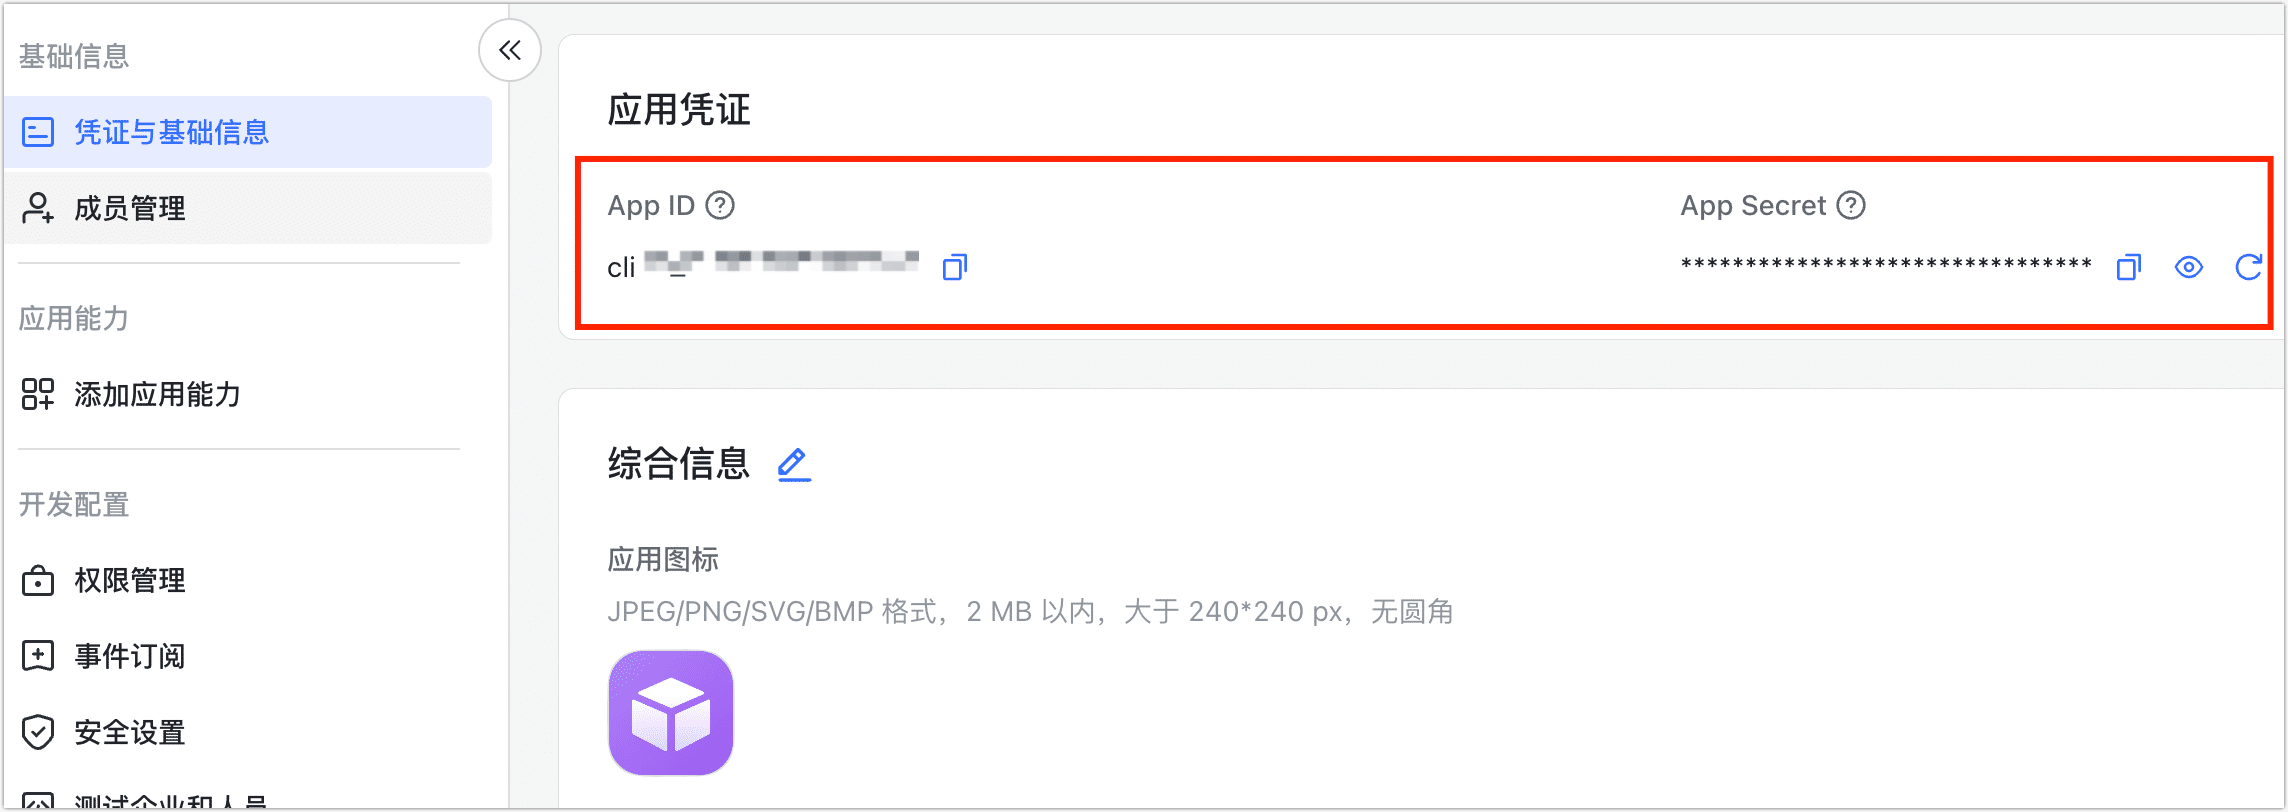 基础信息
凭证与基础信息
成员管理
应用能力
添加应用能力
开发配置
权限管理
事件订阅
安全设置
测试企业和人员
应用凭证
App ID
App Secret
cli
********************************
综合信息
应用图标
JPEG/PNG/SVG/BMP 格式，2 MB 以内，大于 240*240 px，无圆角